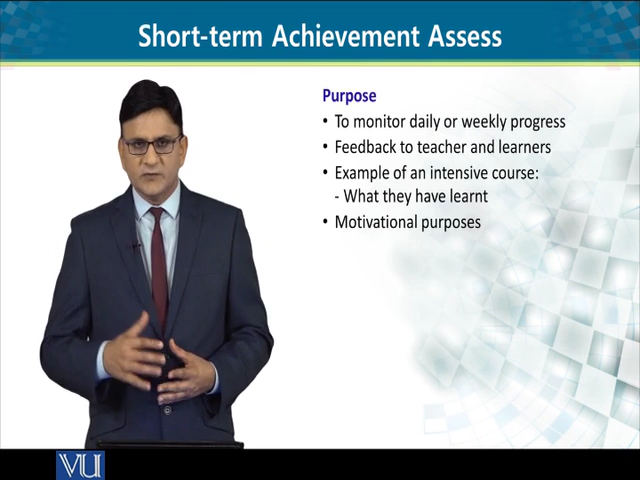 Short-term Achievement Assess
Purpose
• To monitor daily or weekly progress
• Feedback to teacher and learners
• Example of an intensive course:
- What they have learnt
• Motivational purposes
VU